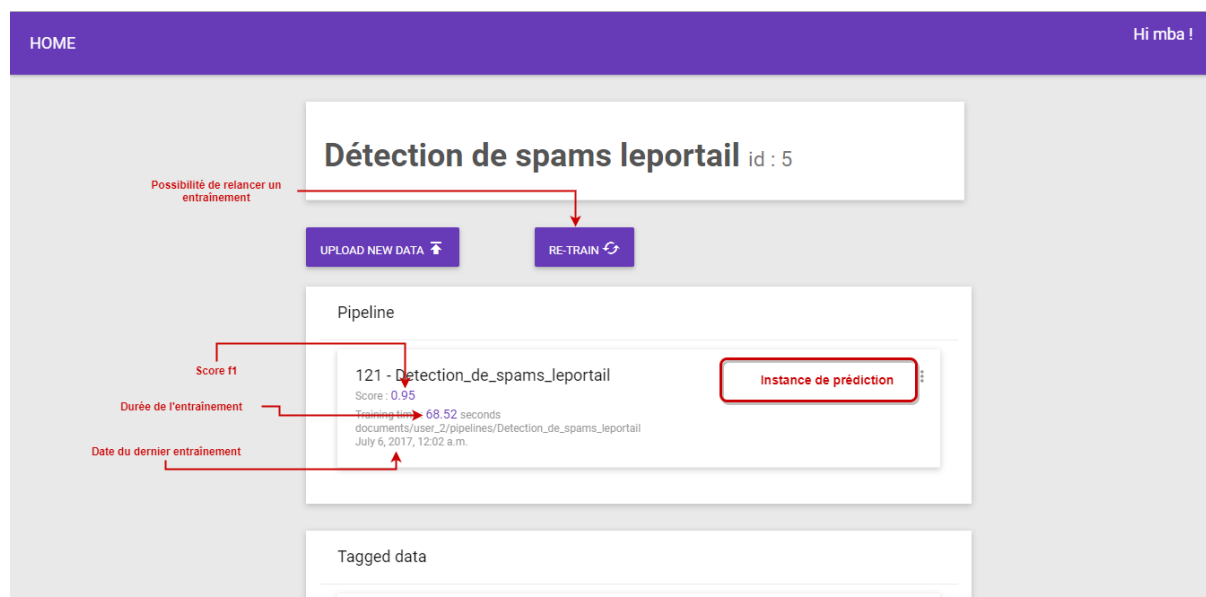 HOME
Hi mba !
Détection de spams leportail id : 5
Possibilité de relancer un
entraînement
UPLOAD NEW DATA
RE-TRAIN
Pipeline
121 - Detection_de_spams_leportail
Instance de prédiction
Score f1
Score : 0.95
Durée de l'entraînement
Training time : 68.52 seconds
documents/user_2/pipelines/Detection_de_spams_leportail
July 6, 2017, 12:02 a.m.
Date du dernier entraînement
Tagged data